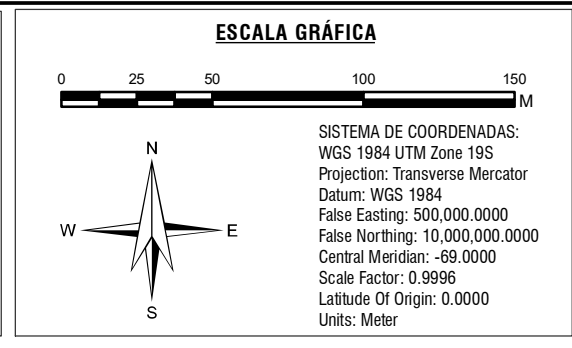 ESCALA GRÁFICA
0 25 50 100 150
M
SISTEMA DE COORDENADAS:
WGS 1984 UTM Zone 19S
Projection: Transverse Mercator
Datum: WGS 1984
False Easting: 500,000.0000
False Northing: 10,000,000.0000
Central Meridian: -69.0000
Scale Factor: 0.9996
Latitude Of Origin: 0.0000
Units: Meter
N
W E
S